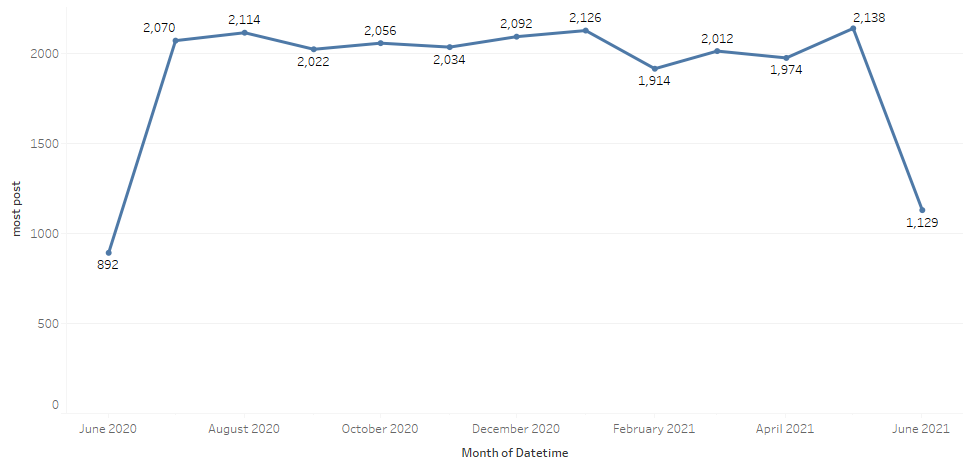 2,138
2,126
2,114
2,092
2,070
2,056
2,012
2000
2,022
2,034
1,974
1,914
1500
most post
1000
1,129
892
500
0
June 2020
August 2020
October 2020
December 2020
February 2021
April 2021
June 2021
Month of Datetime